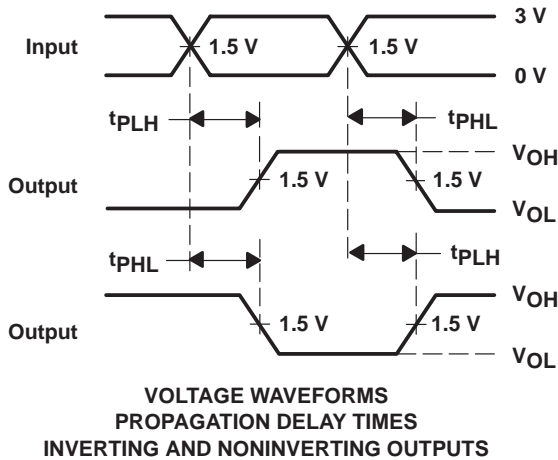 3 V
Input
1.5 V
1.5 V
0 V
tPLH
tPHL
VOH
Output
1.5 V
1.5 V
VOL
tPHL
tPLH
VOH
Output
1.5 V
1.5 V
VOL
VOLTAGE WAVEFORMS
PROPAGATION DELAY TIMES
INVERTING AND NONINVERTING OUTPUTS